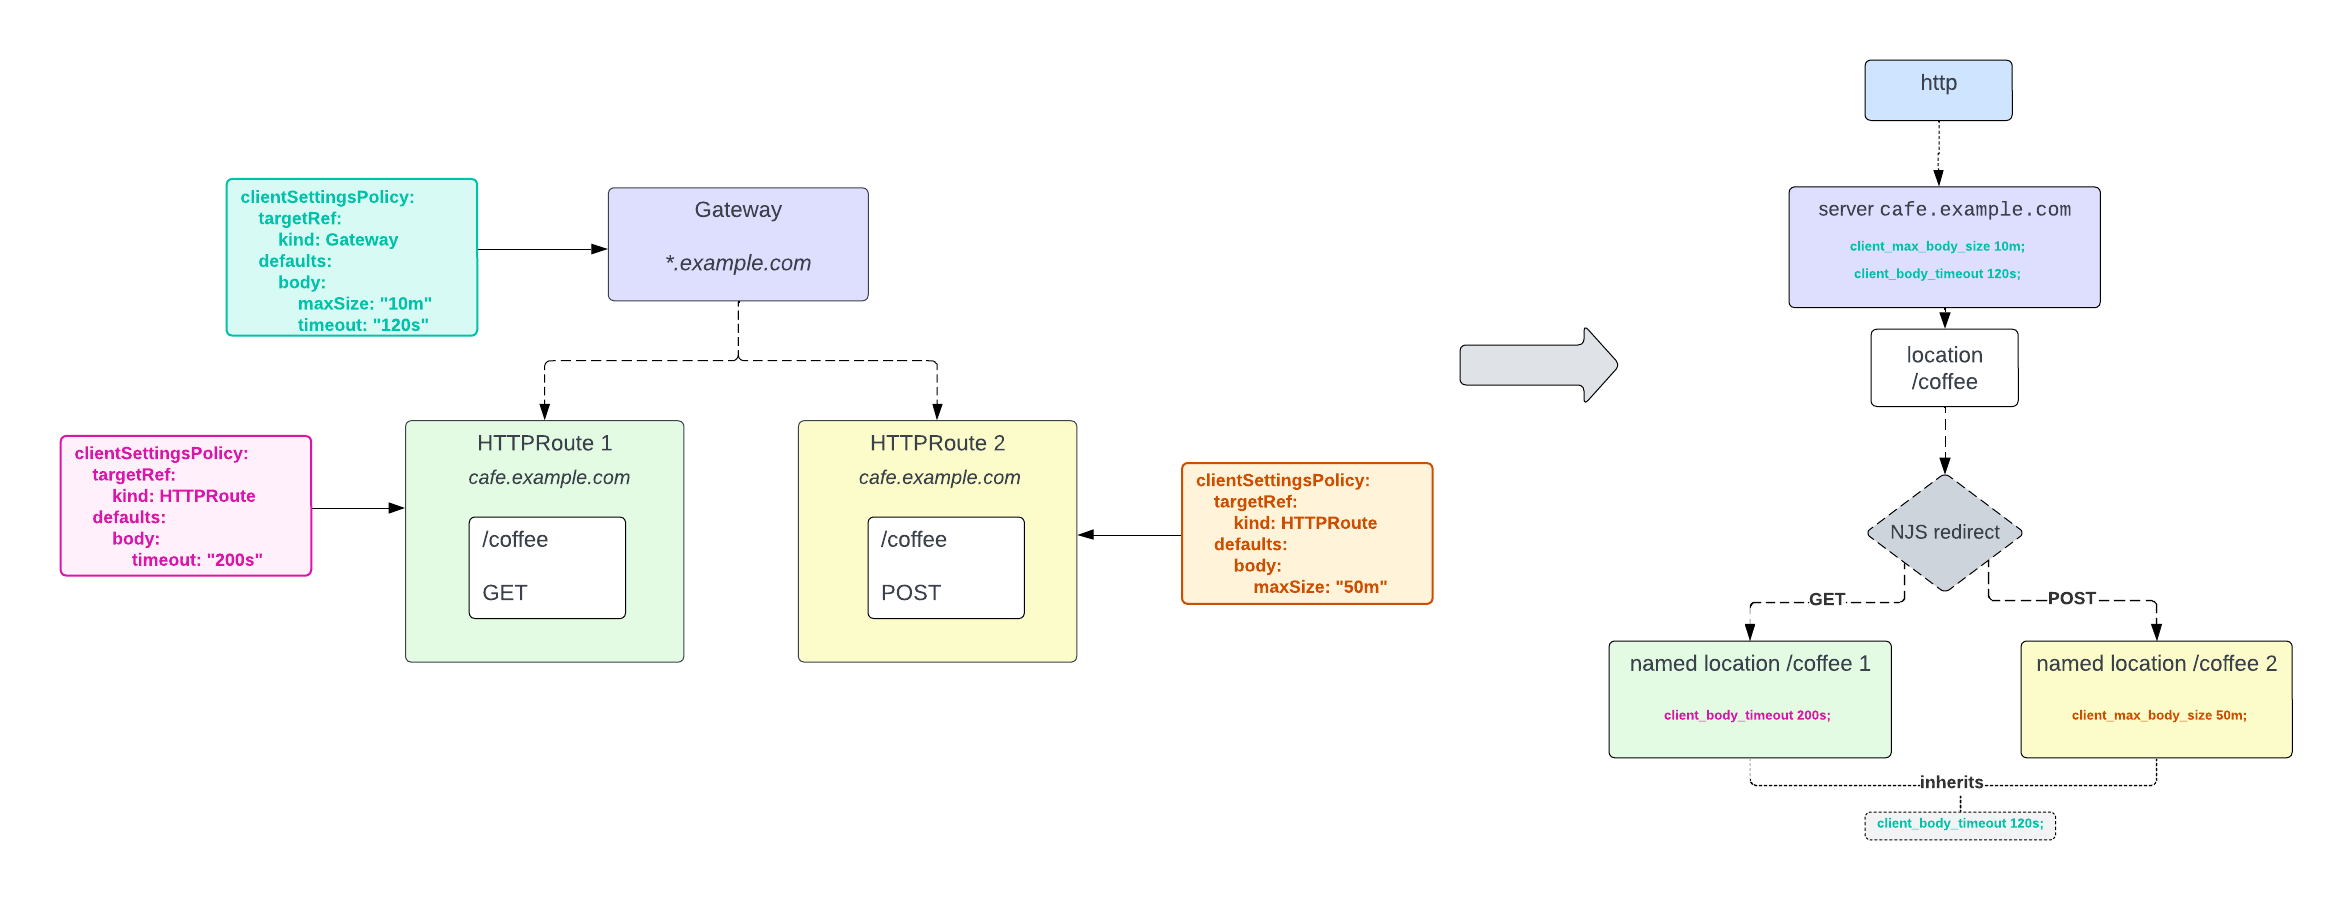 clientSettingsPolicy:
targetRef:
kind: Gateway
defaults:
body:
maxSize: "10m"
timeout: "120s"
Gateway
*.example.com
clientSettingsPolicy:
targetRef:
kind: HTTPRoute
defaults:
body:
timeout: "200s"
HTTPRoute 1
cafe.example.com
/coffee
GET
HTTPRoute 2
cafe.example.com
/coffee
POST
clientSettingsPolicy:
targetRef:
kind: HTTPRoute
defaults:
body:
maxSize: "50m"
http
server cafe.example.com
client_max_body_size 10m;
client_body_timeout 120s;
location
/coffee
NJS redirect
GET
POST
named location /coffee 1
client_body_timeout 200s;
named location /coffee 2
client_max_body_size 50m;
inherits
client_body_timeout 120s;